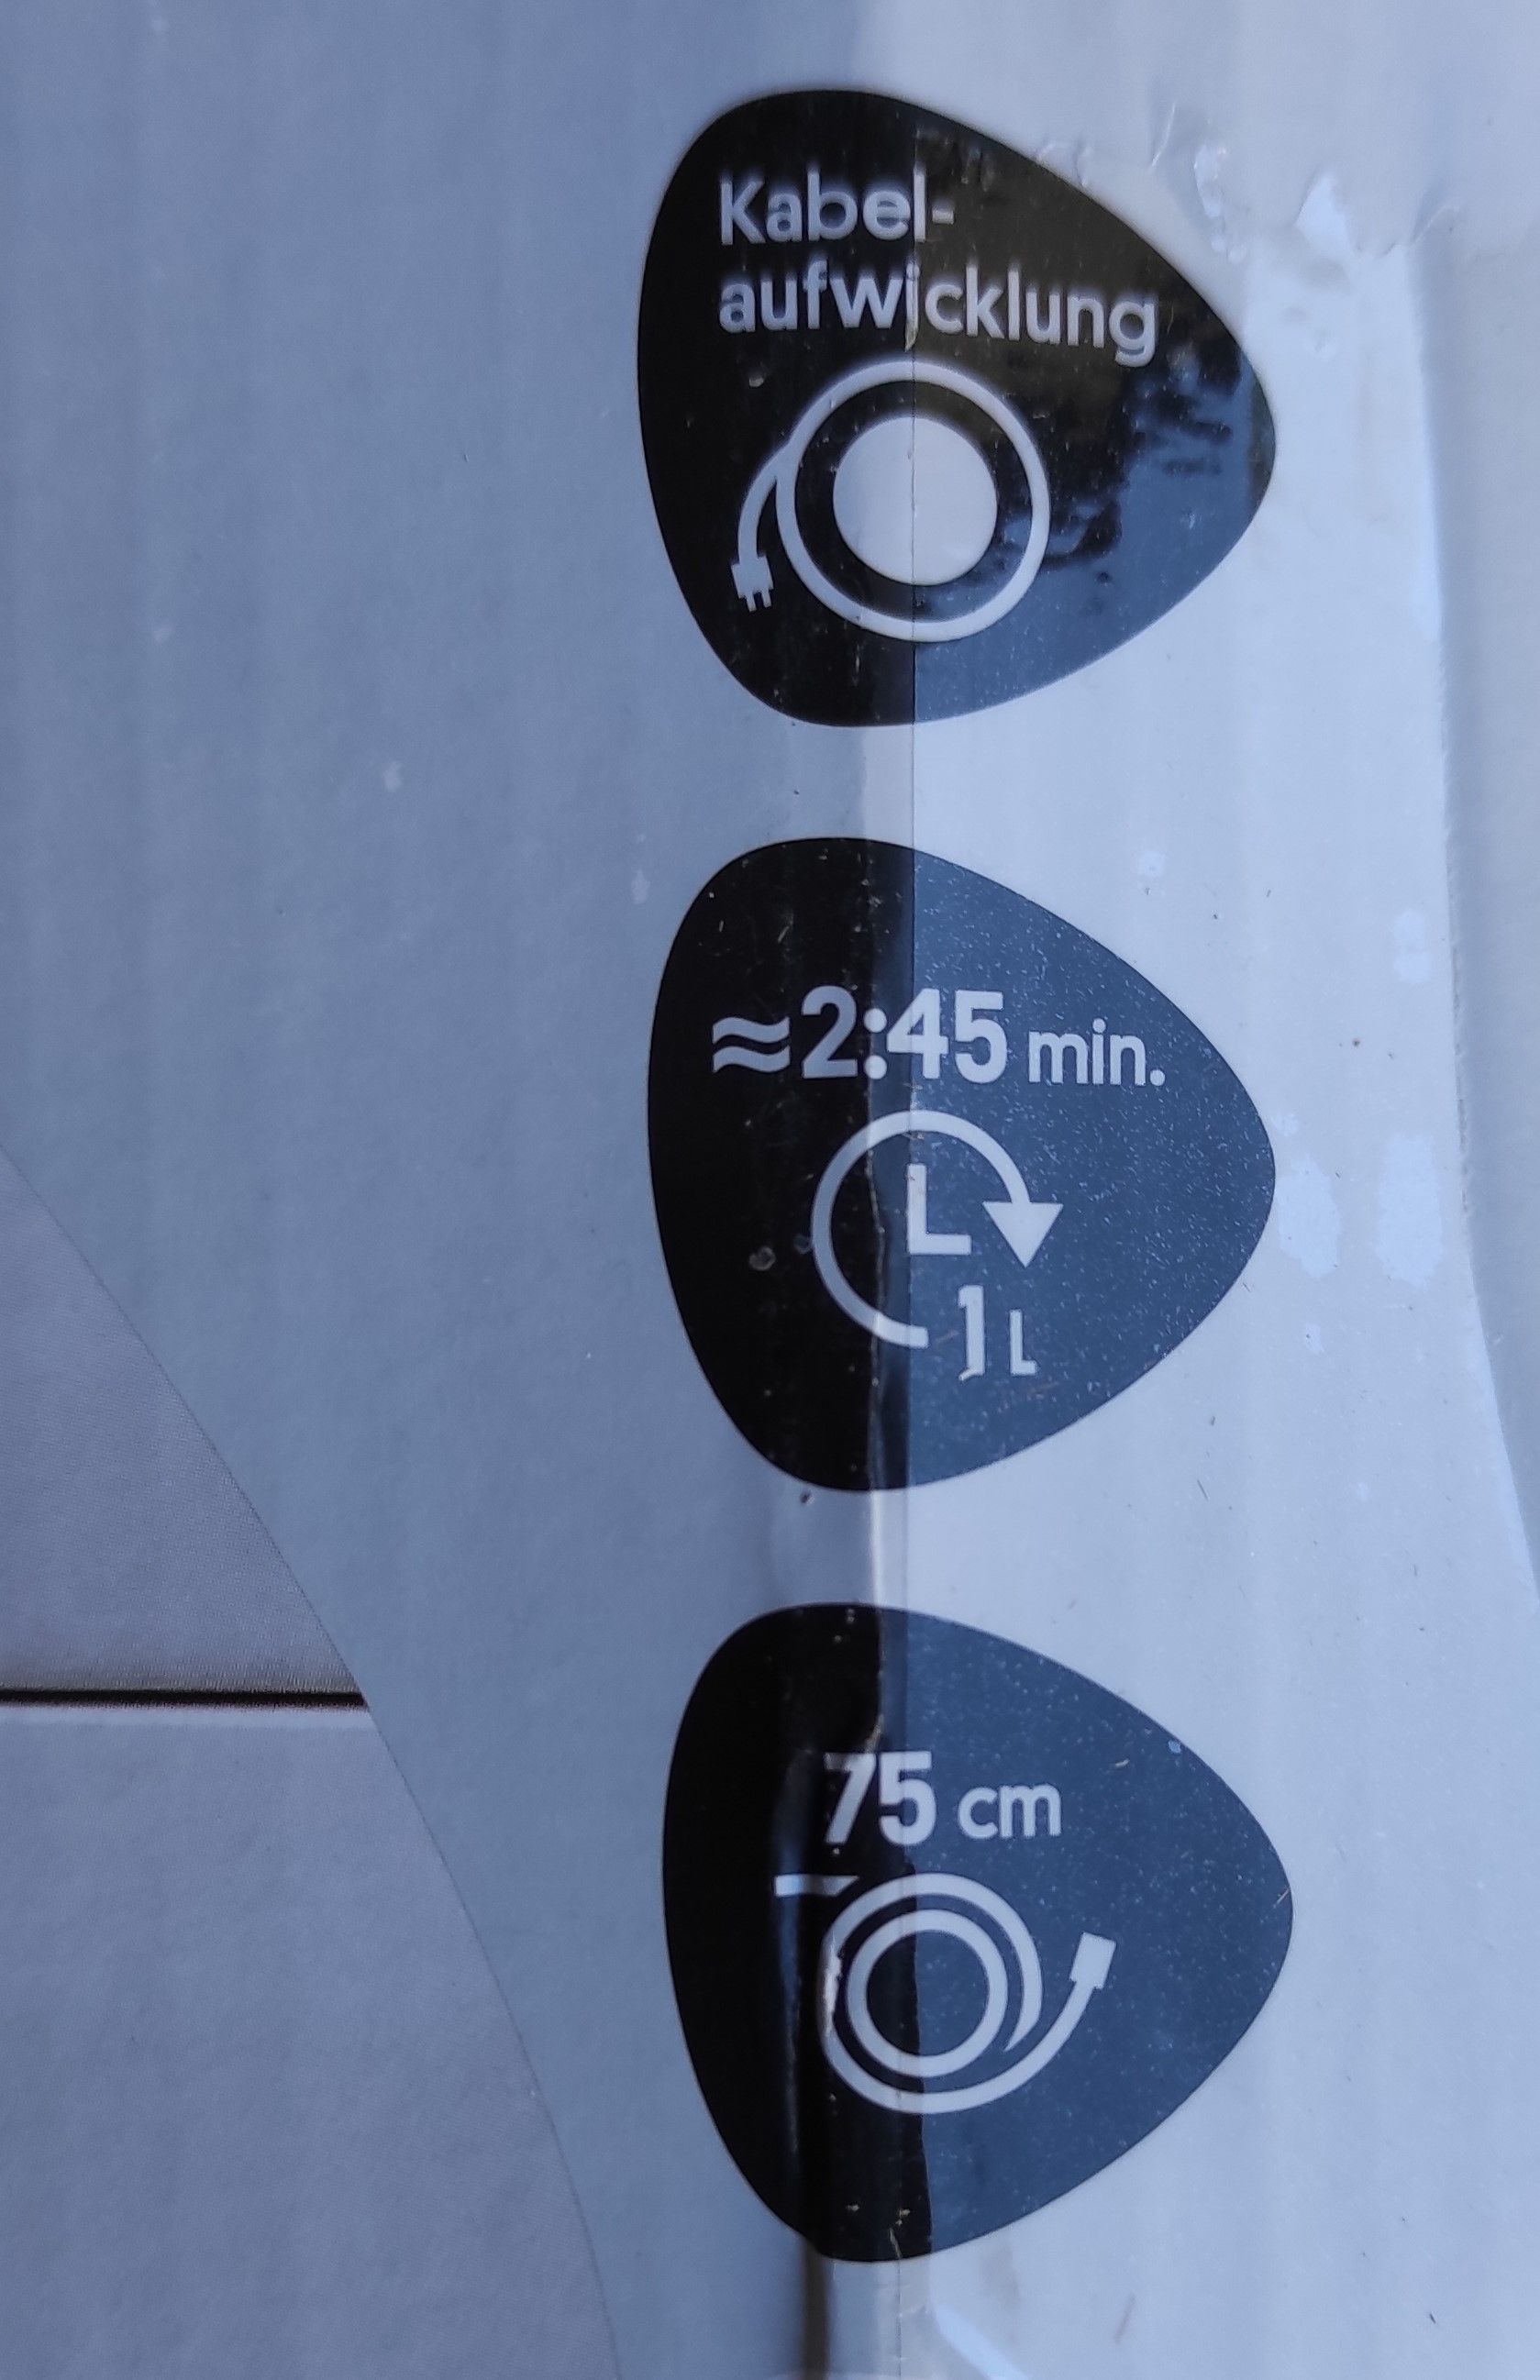 Kabel-
aufwicklung
≈2:45 min.
L
1 L
75 cm